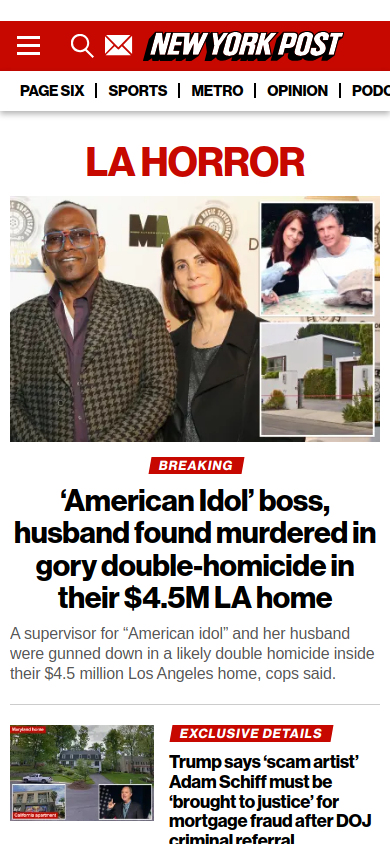 NEW YORK POST
PAGE SIX | SPORTS | METRO | OPINION | PODC
LA HORROR
MA
D
BREAKING
‘American Idol’ boss,
husband found murdered in
gory double-homicide in
their $4.5M LA home
A supervisor for “American idol” and her husband
were gunned down in a likely double homicide inside
their $4.5 million Los Angeles home, cops said.
Maryland home
California apartment
EXCLUSIVE DETAILS
Trump says ‘scam artist’
Adam Schiff must be
‘brought to justice’ for
mortgage fraud after DOJ
criminal referral